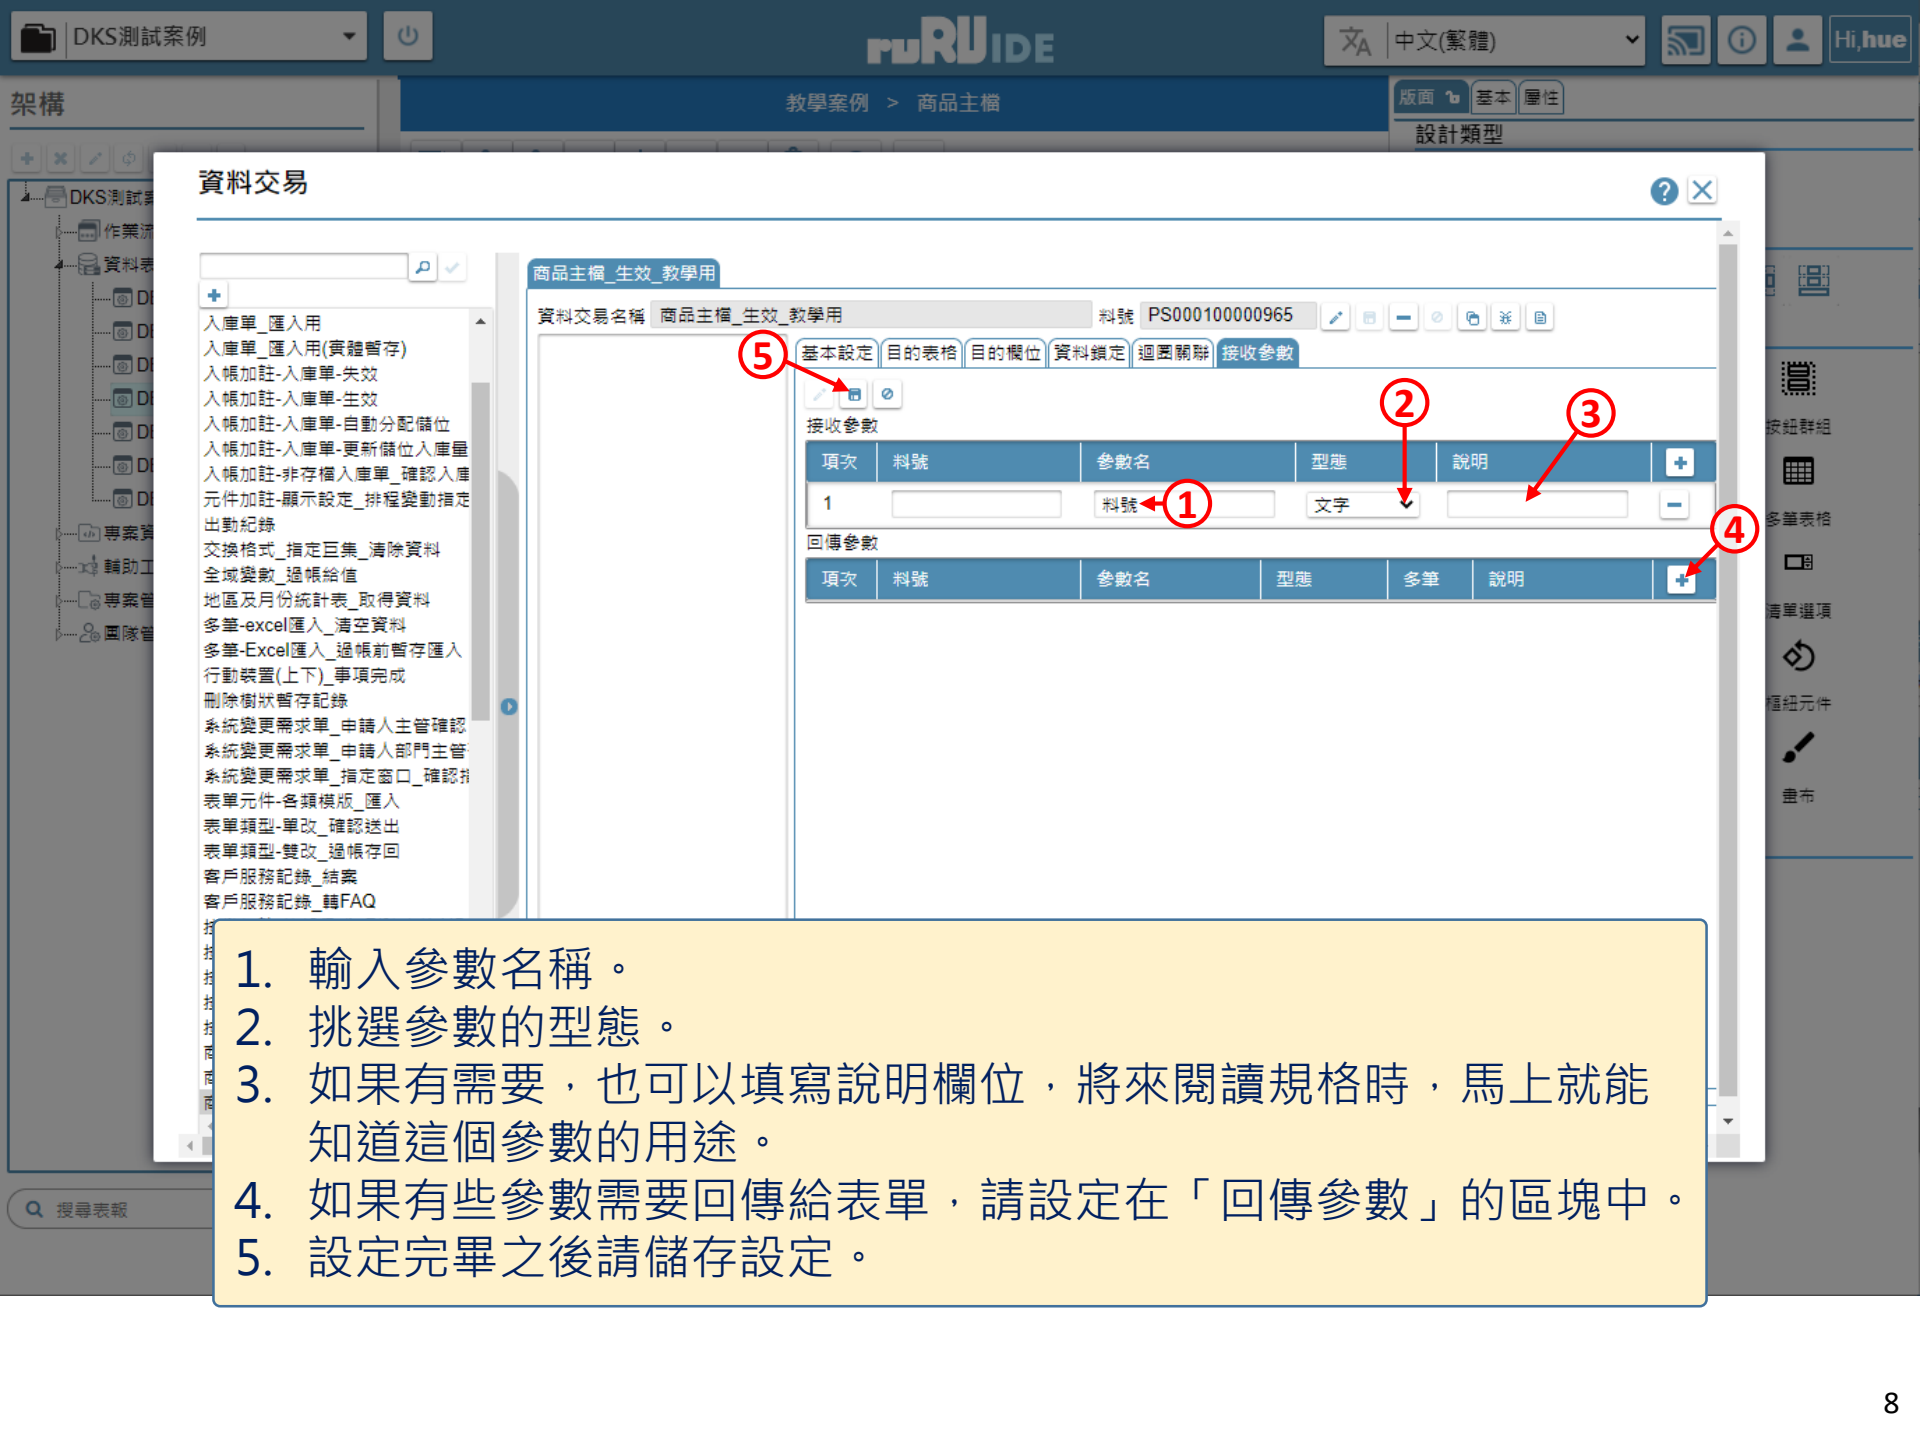 DKS測試案例
ruRUIDE
中文(繁體)
Hi,hue
架構
教學案例 > 商品主檔
版面 基本 屬性
設計類型
DKS測試
作業流
資料表
輔助工
專案管
團隊管
按鈕群組
多筆表格
清單選項
樞紐元件
畫布
搜尋表報
資料交易
入庫單_匯入用
入庫單_匯入用(實體暫存)
入帳加註-入庫單-失效
入帳加註-入庫單-生效
入帳加註-入庫單-自動分配儲位
入帳加註-入庫單-更新儲位入庫量
入帳加註-非存檔入庫單_確認入庫
元件加註-顯示設定_排程變動指定
出勤紀錄
交換格式_指定巨集_清除資料
全域變數_過帳給值
地區及月份統計表_取得資料
多筆-excel匯入_清空資料
多筆-Excel匯入_過帳前暫存匯入
行動裝置(上下)_事項完成
刪除樹狀暫存記錄
系統變更需求單_申請人主管確認
系統變更需求單_申請人部門主管
系統變更需求單_指定窗口_確認
表單元件-各類模版_匯入
表單類型-單改_確認送出
表單類型-雙改_過帳存回
客戶服務記錄_結案
客戶服務記錄_轉FAQ
商品主檔_生效_教學用
資料交易名稱 商品主檔_生效_教學用 料號 PS000100000965
基本設定 目的表格 目的欄位 資料鎖定 迴圈關聯 接收參數
接收參數
項次 料號 參數名 型態 說明
1 料號 文字
回傳參數
項次 料號 參數名 型態 多筆 說明
5
2
3
1
4
1. 輸入參數名稱。
2. 挑選參數的型態。
3. 如果有需要，也可以填寫說明欄位，將來閱讀規格時，馬上就能
知道這個參數的用途。
4. 如果有些參數需要回傳給表單，請設定在「回傳參數」的區塊中。
5. 設定完畢之後請儲存設定。
8